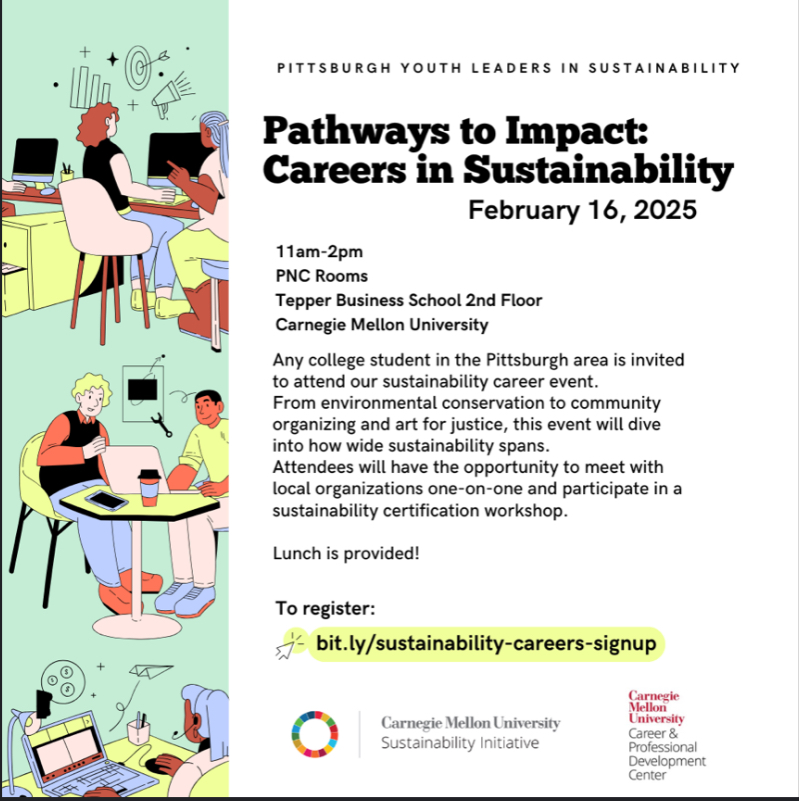 PITTSBURGH YOUTH LEADERS IN SUSTAINABILITY
Pathways to Impact:
Careers in Sustainability
February 16, 2025
11am-2pm
PNC Rooms
Tepper Business School 2nd Floor
Carnegie Mellon University
Any college student in the Pittsburgh area is invited
to attend our sustainability career event.
From environmental conservation to community
organizing and art for justice, this event will dive
into how wide sustainability spans.
Attendees will have the opportunity to meet with
local organizations one-on-one and participate in a
sustainability certification workshop.
Lunch is provided!
To register:
bit.ly/sustainability-careers-signup
Carnegie Mellon University
Sustainability Initiative
Carnegie
Mellon
University
Career &
Professional
Development
Center